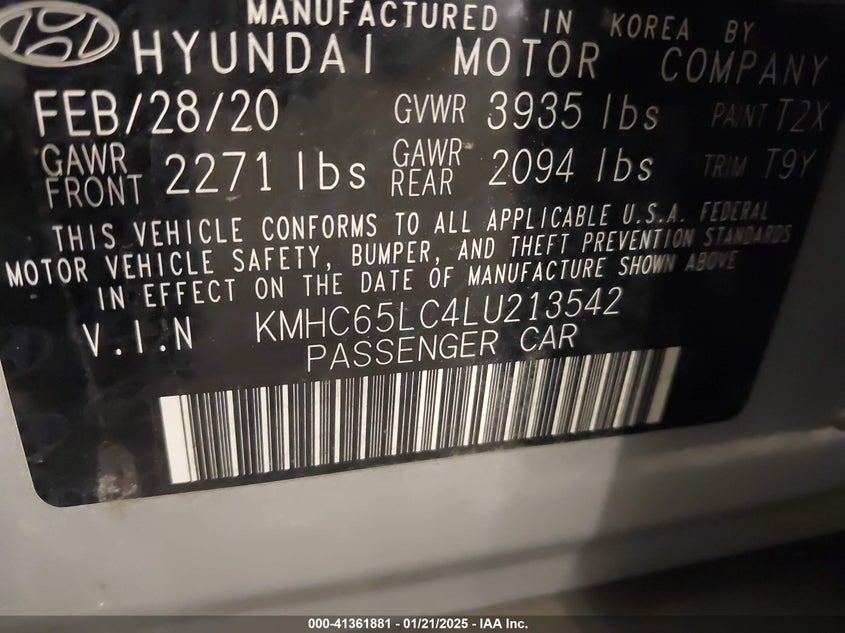 MANUFACTURED IN KOREA BY
HYUNDAI MOTOR COMPANY
FEB/28/20 GVWR 3935 lbs PAINT T2X
GAWR FRONT 2271 lbs GAWR REAR 2094 lbs TRIM T9Y
THIS VEHICLE CONFORMS TO ALL APPLICABLE U.S.A. FEDERAL
MOTOR VEHICLE SAFETY, BUMPER, AND THEFT PREVENTION STANDARDS
IN EFFECT ON THE DATE OF MANUFACTURE SHOWN ABOVE
V.I.N KMHC65LC4LU213542
PASSENGER CAR
000-41361881 - 01/21/2025 - IAA Inc.